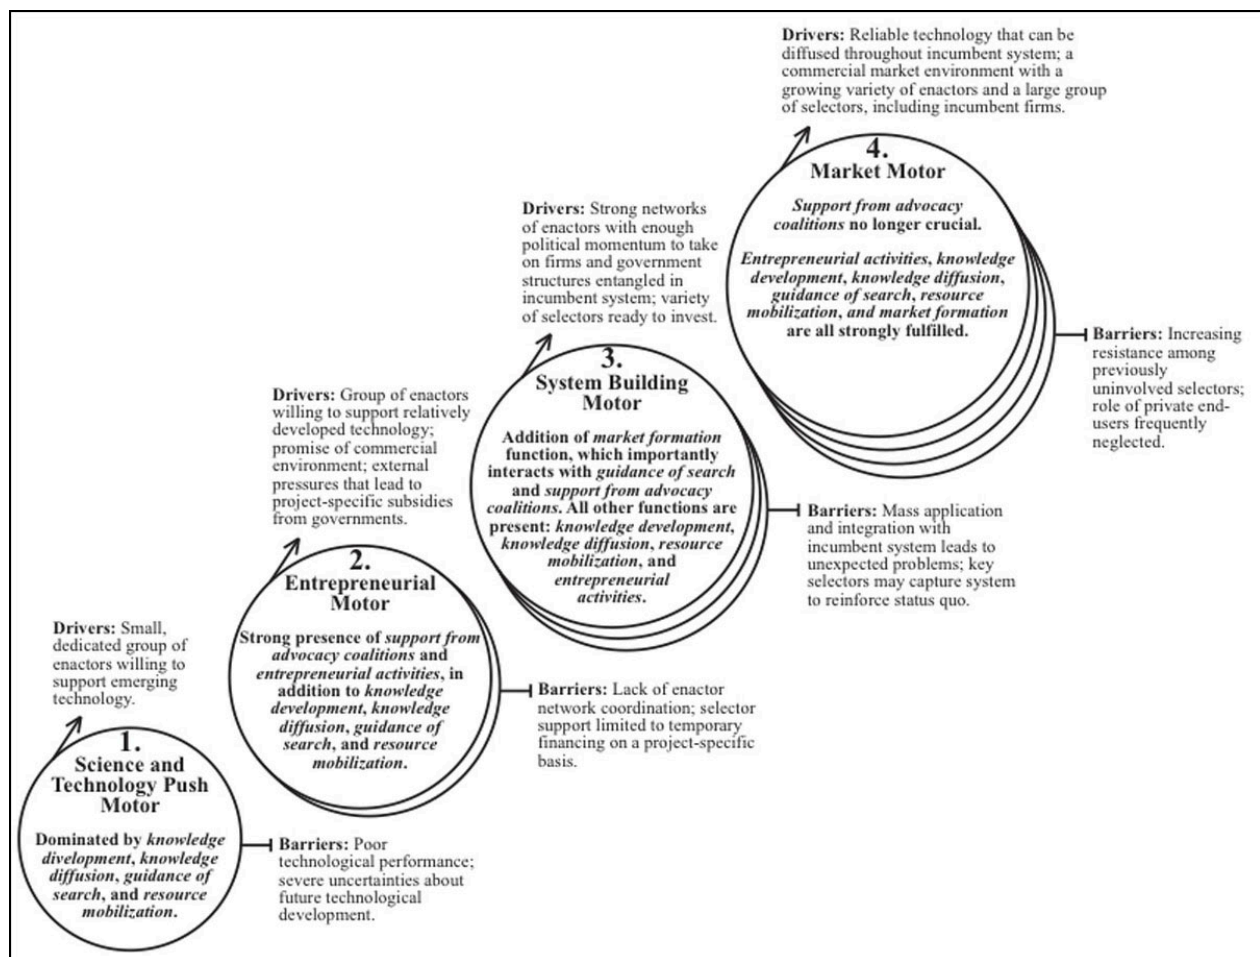 Drivers: Reliable technology that can be
diffused throughout incumbent system; a
commercial market environment with a
growing variety of enactors and a large group
of selectors, including incumbent firms.
4.
Market Motor
Support from advocacy
coalitions no longer crucial.
Entrepreneurial activities, knowledge
development, knowledge diffusion,
guidance of search, resource
mobilization, and market formation
are all strongly fulfilled.
Barriers: Increasing
resistance among
previously
uninvolved selectors;
role of private end-
users frequently
neglected.
Drivers: Strong networks
of enactors with enough
political momentum to take
on firms and government
structures entangled in
incumbent system; variety
of selectors ready to invest.
3.
System Building
Motor
Addition of market formation
function, which importantly
interacts with guidance of search
and support from advocacy
coalitions. All other functions are
present: knowledge development,
knowledge diffusion, resource
mobilization, and
entrepreneurial
activities.
Barriers: Mass application
and integration with
incumbent system leads to
unexpected problems; key
selectors may capture system
to reinforce status quo.
Drivers: Group of enactors
willing to support relatively
developed technology;
promise of commercial
environment; external
pressures that lead to
project-specific subsidies
from governments.
2.
Entrepreneurial
Motor
Strong presence of support from
advocacy coalitions and
entrepreneurial activities, in
addition to knowledge
development, knowledge
diffusion, guidance of
search, and resource
mobilization.
Barriers: Lack of enactor
network coordination; selector
support limited to temporary
financing on a project-specific
basis.
Drivers: Small,
dedicated group of
enactors willing to
support emerging
technology.
1.
Science and
Technology Push
Motor
Dominated by knowledge
divelopment, knowledge
diffusion, guidance of
search, and resource
mobilization.
Barriers: Poor
technological performance;
severe uncertainties about
future technological
development.